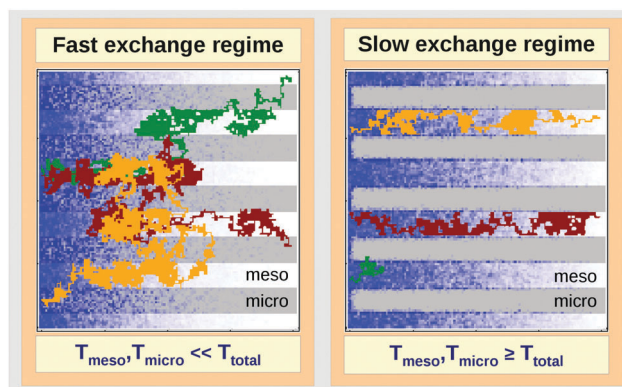 Fast exchange regime
Slow exchange regime
meso
micro
meso
micro
Tmeso,Tmicro << Ttotal
Tmeso,Tmicro ≥ Ttotal